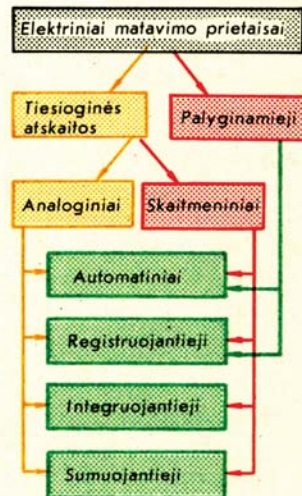 Elektriniai matavimo prietaisai
Tiesioginės
atskaitos
Palyginamieji
Analoginiai
Skaitmeniniai
Automatiniai
Registruojantieji
Integruojantieji
Sumuojantieji